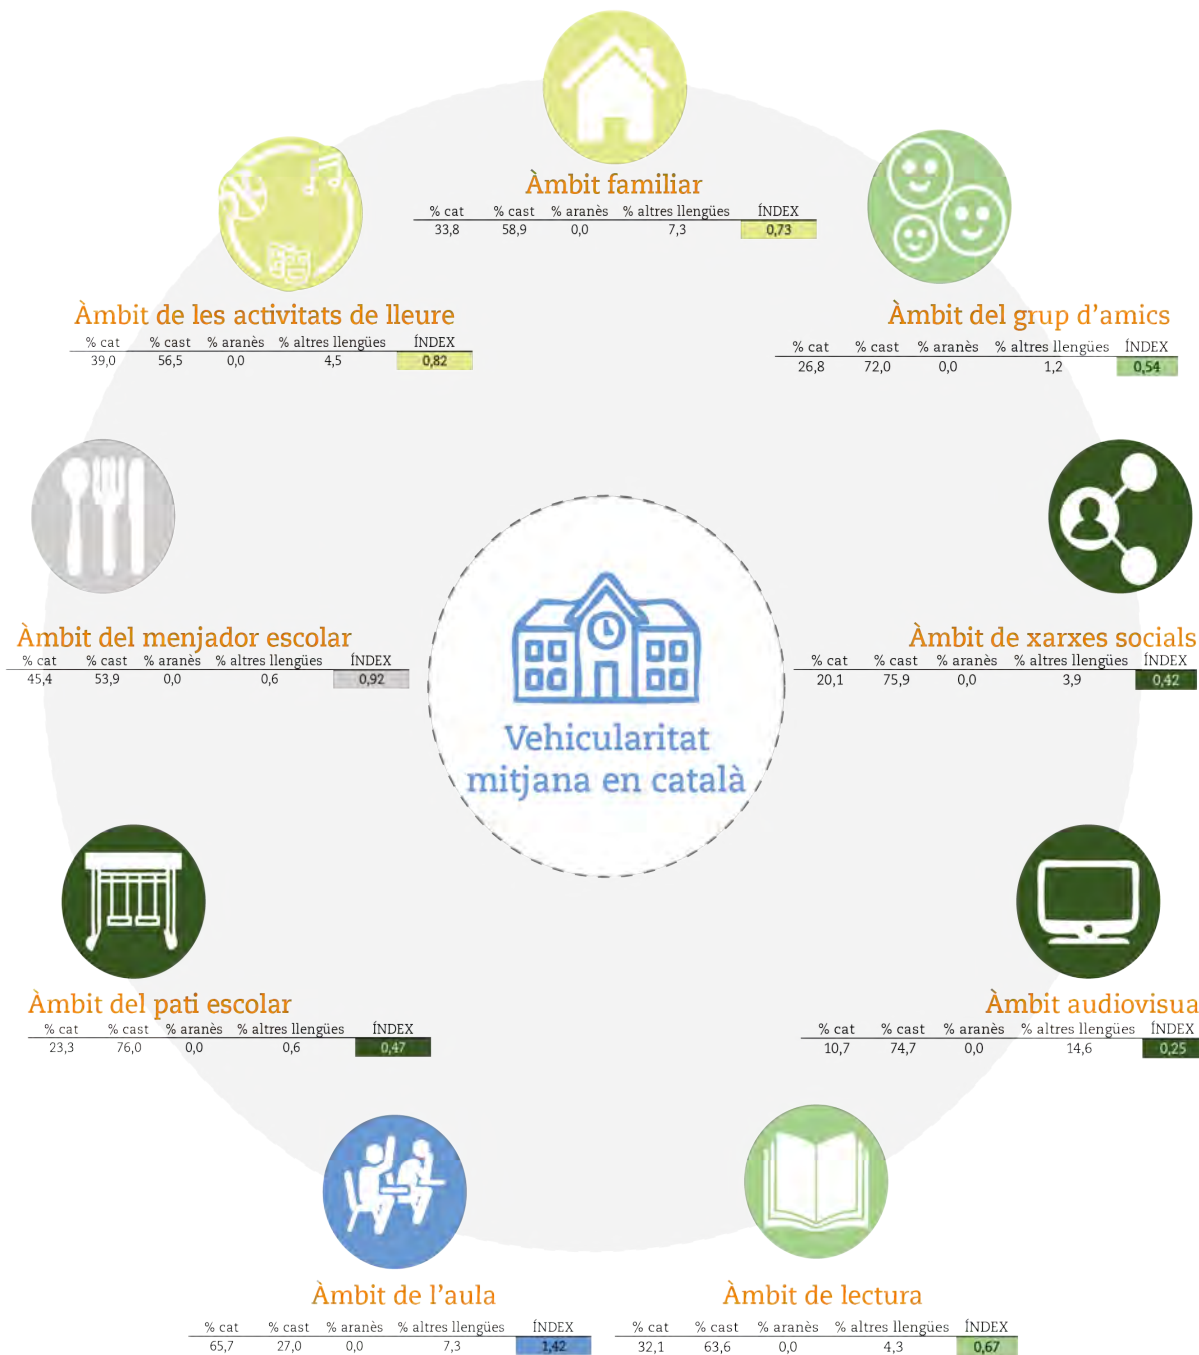 Àmbit familiar
% cat % cast % aranès % altres llengües ÍNDEX
33,8 58,9 0,0 7,3 0,73
Àmbit de les activitats de lleure
% cat % cast % aranès % altres llengües ÍNDEX
39,0 56,5 0,0 4,5 0,82
Àmbit del grup d'amics
% cat % cast % aranès % altres llengües ÍNDEX
26,8 72,0 0,0 1,2 0,54
Àmbit del menjador escolar
% cat % cast % aranès % altres llengües ÍNDEX
45,4 53,9 0,0 0,6 0,92
Àmbit de xarxes socials
% cat % cast % aranès % altres llengües ÍNDEX
20,1 75,9 0,0 3,9 0,42
Vehicularitat
mitjana en català
Àmbit del pati escolar
% cat % cast % aranès % altres llengües ÍNDEX
23,3 76,0 0,0 0,6 0,47
Àmbit audiovisua
% cat % cast % aranès % altres llengües ÍNDEX
10,7 74,7 0,0 14,6 0,25
Àmbit de l'aula
% cat % cast % aranès % altres llengües ÍNDEX
65,7 27,0 0,0 7,3 1,42
Àmbit de lectura
% cat % cast % aranès % altres llengües ÍNDEX
32,1 63,6 0,0 4,3 0,67